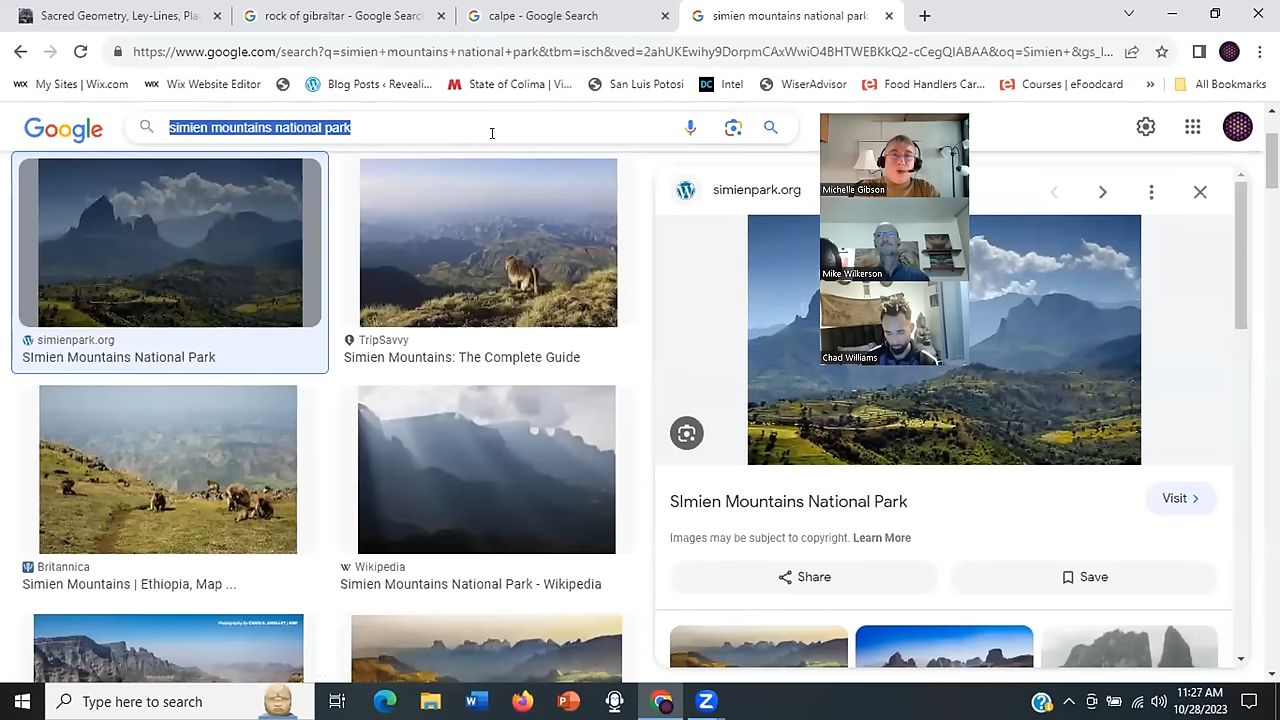 Sacred Geometry, Ley-Lines, Pla
rock of gibraltar - Google Searc
calpe - Google Search
simien mountains national park
https://www.google.com/search?q=simien+mountains+national+park&tbm=isch&ved=2ahUKEwihy9DorpmCAxWwiO4BHTWEBKkQ2-cCegQIABAA&oq=Simien+&gs_l...
WIX My Sites | Wix.com
WIX Wix Website Editor
Blog Posts ‹ Reveali...
M State of Colima | Vi...
San Luis Potosi
DC Intel
WiserAdvisor
Food Handlers Car...
Courses | eFoodcard
»
All Bookmarks
Google
simien mountains national park
simienpark.org
SImien Mountains National Park
TripSavvy
Simien Mountains: The Complete Guide
Britannica
Simien Mountains | Ethiopia, Map ...
W Wikipedia
Simien Mountains National Park - Wikipedia
simienpark.org
Michelle Gibson
Mike Wilkerson
Chad Williams
SImien Mountains National Park
Visit
Images may be subject to copyright. Learn More
Share
Save
Type here to search
11:27 AM
10/28/2023